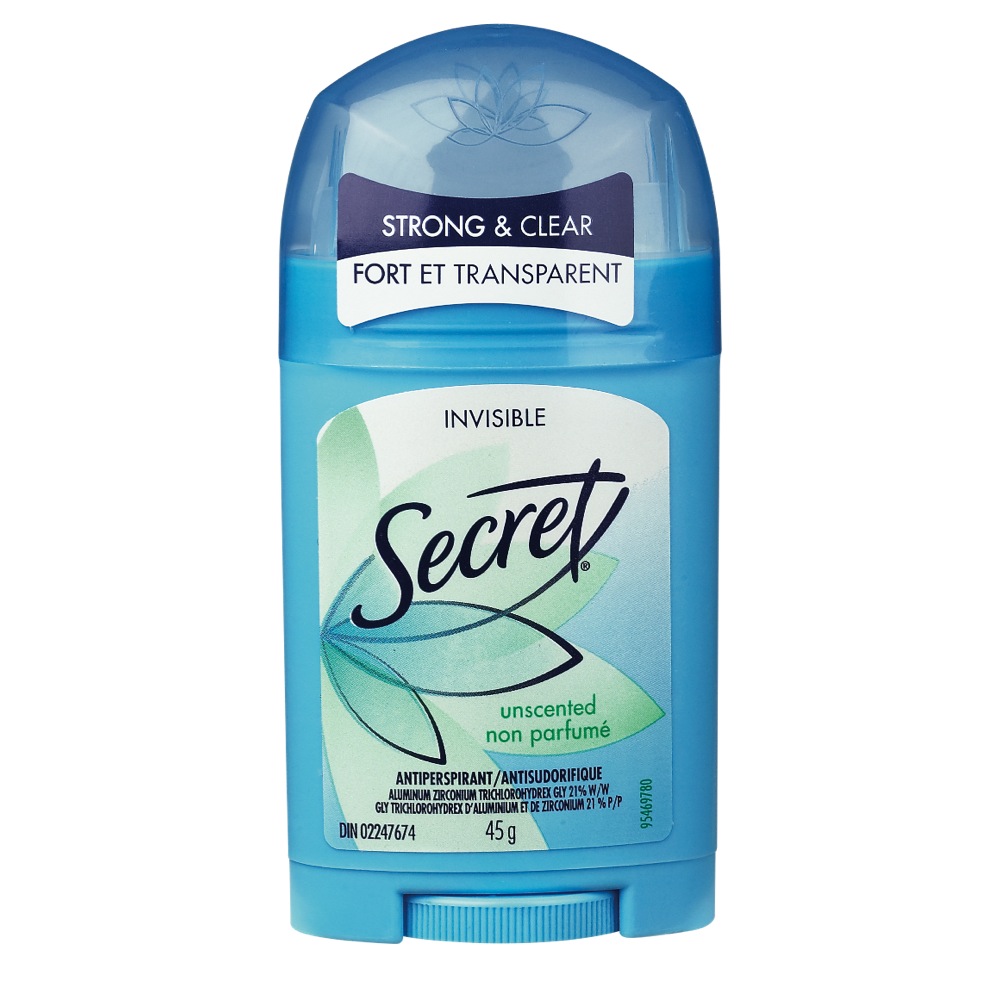 STRONG & CLEAR
FORT ET TRANSPARENT
INVISIBLE
Secret®
unscented
non parfumé
ANTIPERSPIRANT/ANTISUDORIFIQUE
ALUMINUM ZIRCONIUM TRICHLOROHYDREX GLY 21% W/W
GLY TRICHLOROHYDREX D'ALUMINIUM ET DE ZIRCONIUM 21 % P/P
DIN 02247674 45 g
95469780